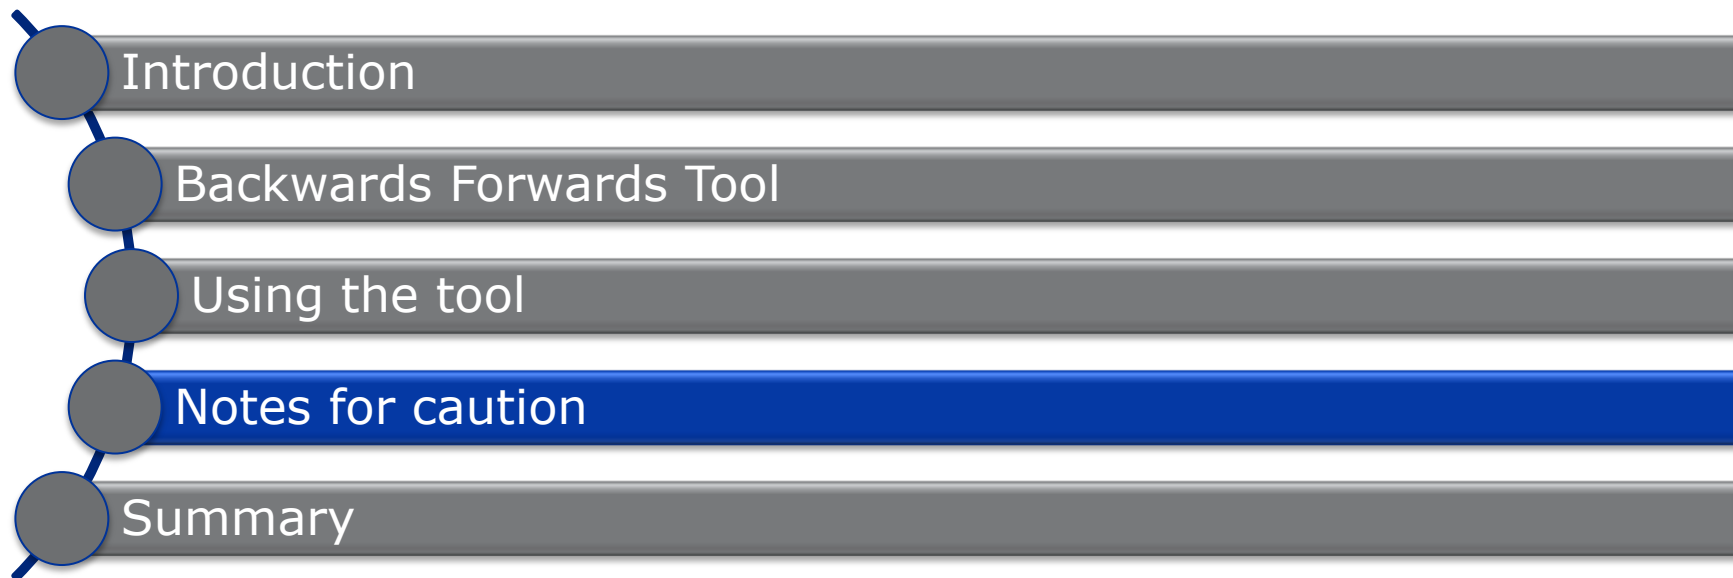 Introduction
Backwards Forwards Tool
Using the tool
Notes for caution
Summary